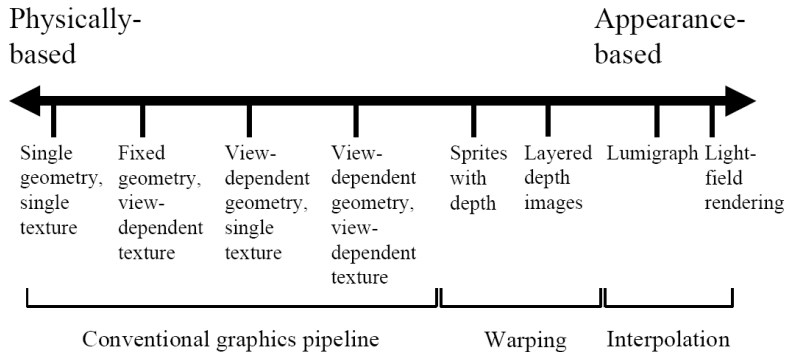 Physically-
based
Appearance-
based
Single
geometry,
single
texture
Fixed
geometry,
view-
dependent
texture
View-
dependent
geometry,
single
texture
View-
dependent
geometry,
view-
dependent
texture
Sprites
with
depth
Layered
depth
images
Lumigraph
Light-
field
rendering
Conventional graphics pipeline
Warping
Interpolation